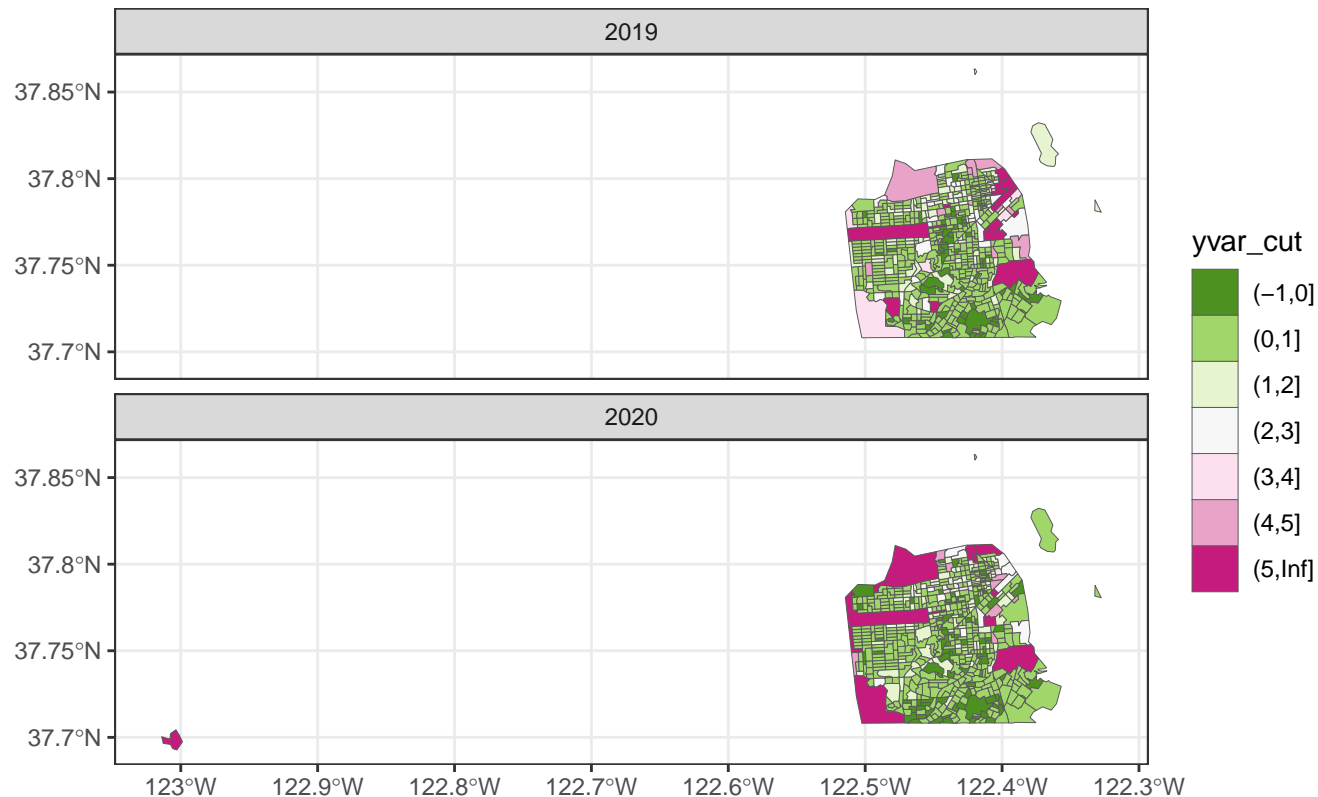 2019
37.85°N
37.8°N
37.75°N
37.7°N
2020
37.85°N
37.8°N
37.75°N
37.7°N
123°W 122.9°W 122.8°W 122.7°W 122.6°W 122.5°W 122.4°W 122.3°W
yvar_cut
(−1,0]
(0,1]
(1,2]
(2,3]
(3,4]
(4,5]
(5,Inf]